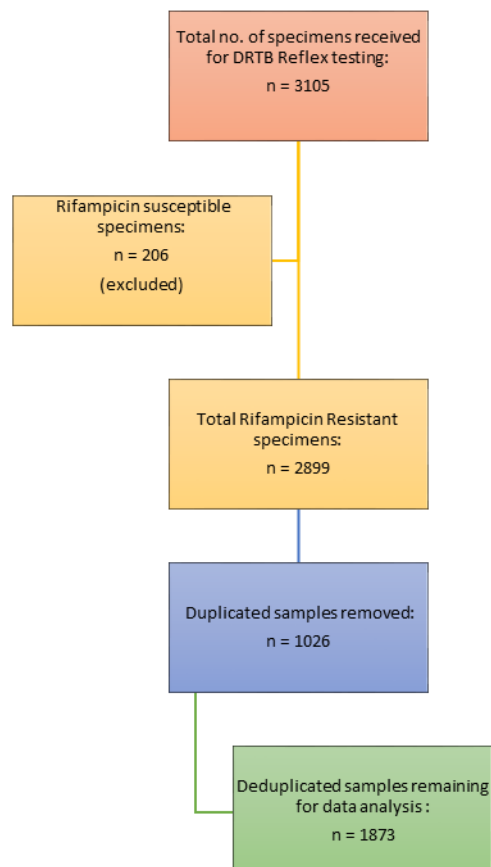 Total no. of specimens received
for DRTB Reflex testing:
n = 3105
Rifampicin susceptible
specimens:
n = 206
(excluded)
Total Rifampicin Resistant
specimens:
n = 2899
Duplicated samples removed:
n = 1026
Deduplicated samples remaining
for data analysis :
n = 1873